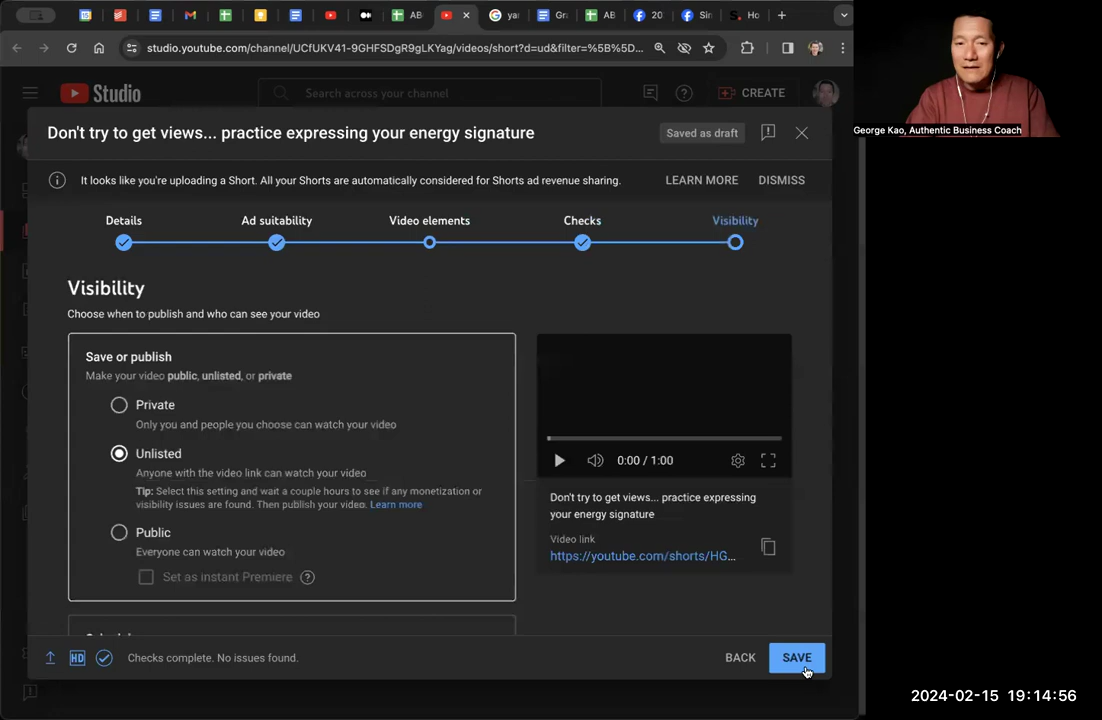 AB
yar
Gra
AB
20
Sin
Ho
studio.youtube.com/channel/UCfUKV41-9GHFSDgR9gLKYag/videos/short?d=ud&filter=%5B%5D...
Studio
Search across your channel
CREATE
George Kao, Authentic Business Coach
Don't try to get views... practice expressing your energy signature
Saved as draft
It looks like you're uploading a Short. All your Shorts are automatically considered for Shorts ad revenue sharing.
LEARN MORE
DISMISS
Details
Ad suitability
Video elements
Checks
Visibility
Visibility
Choose when to publish and who can see your video
Save or publish
Make your video public, unlisted, or private
Private
Only you and people you choose can watch your video
Unlisted
Anyone with the video link can watch your video
Tip: Select this setting and wait a couple hours to see if any monetization or
visibility issues are found. Then publish your video. Learn more
Public
Everyone can watch your video
Set as instant Premiere
0:00 / 1:00
Don't try to get views... practice expressing
your energy signature
Video link
https://youtube.com/shorts/HG...
HD
Checks complete. No issues found.
BACK
SAVE
2024-02-15 19:14:56